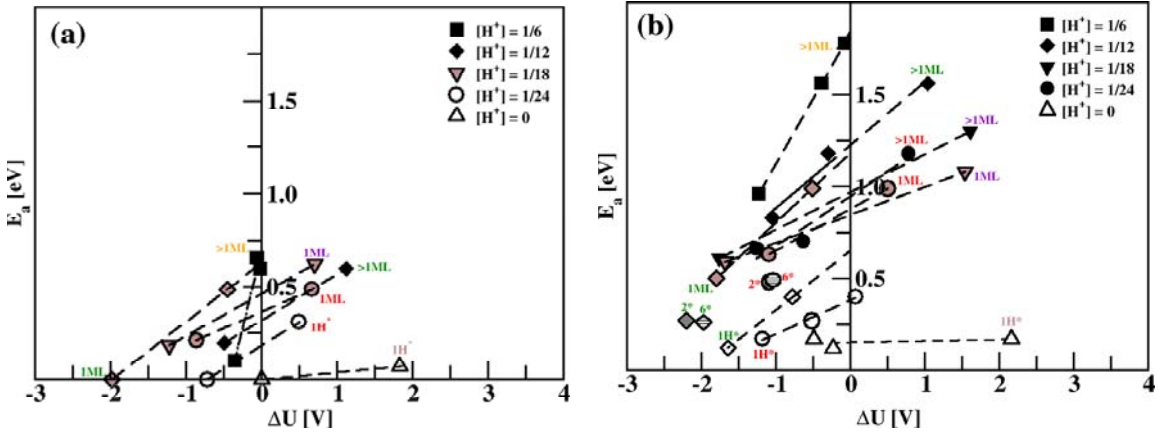 (a)
[H⁺] = 1/6
[H⁺] = 1/12
[H⁺] = 1/18
[H⁺] = 1/24
[H⁺] = 0
Eₐ [eV]
1.5
1.0
0.5
>1ML
1ML
>1ML
1ML
1H*
1ML
1H*
-3 -2 -1 0 1 2 3 4
ΔU [V]
(b)
[H⁺] = 1/6
[H⁺] = 1/12
[H⁺] = 1/18
[H⁺] = 1/24
[H⁺] = 0
Eₐ [eV]
1.5
1.0
0.5
>1ML
>1ML
>1ML
>1ML
1ML
1ML
1ML
2* 6*
2* 6*
1H*
1H*
1H*
-3 -2 -1 0 1 2 3 4
ΔU [V]